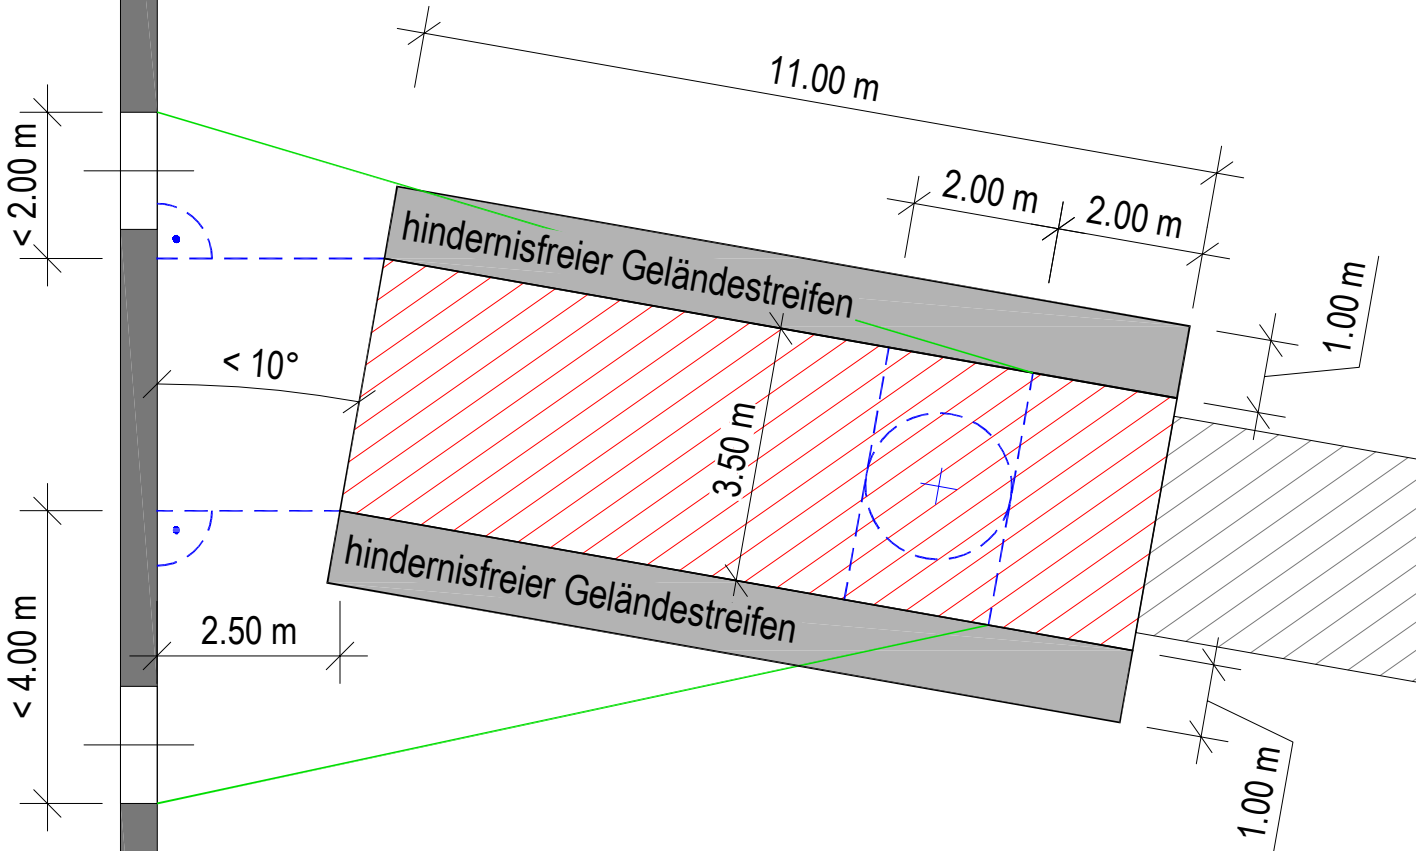 11.00 m
2.00 m
2.00 m
< 2.00 m
hindernisfreier Geländestreifen
1.00 m
< 10°
3.50 m
hindernisfreier Geländestreifen
< 4.00 m
2.50 m
1.00 m